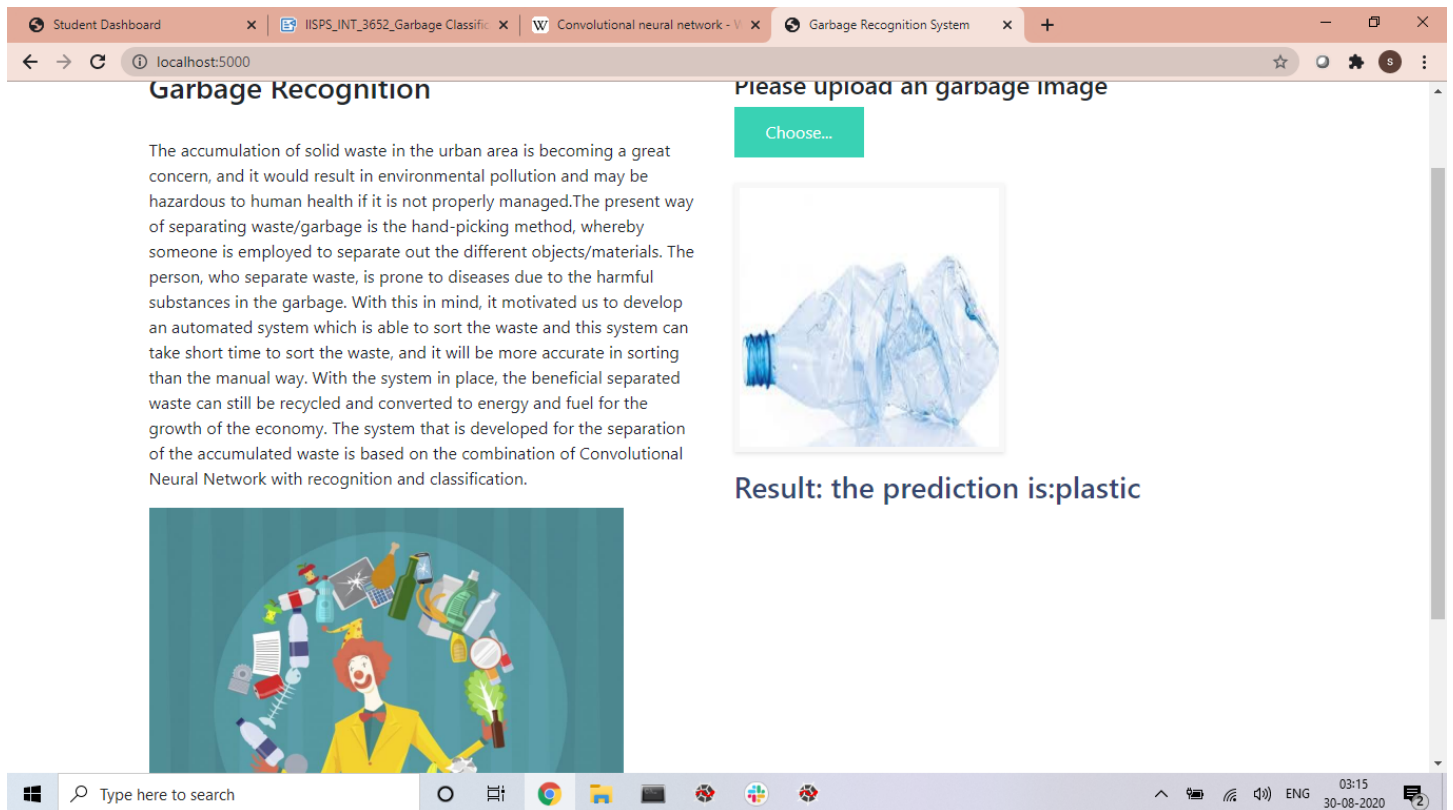 Student Dashboard
IISPS_INT_3652_Garbage Classific
W Convolutional neural network - W
Garbage Recognition System
localhost:5000
S
Garbage Recognition
The accumulation of solid waste in the urban area is becoming a great
concern, and it would result in environmental pollution and may be
hazardous to human health if it is not properly managed.The present way
of separating waste/garbage is the hand-picking method, whereby
someone is employed to separate out the different objects/materials. The
person, who separate waste, is prone to diseases due to the harmful
substances in the garbage. With this in mind, it motivated us to develop
an automated system which is able to sort the waste and this system can
take short time to sort the waste, and it will be more accurate in sorting
than the manual way. With the system in place, the beneficial separated
waste can still be recycled and converted to energy and fuel for the
growth of the economy. The system that is developed for the separation
of the accumulated waste is based on the combination of Convolutional
Neural Network with recognition and classification.
Please upload an garbage image
Choose...
Result: the prediction is:plastic
Type here to search
ENG
03:15
30-08-2020
2